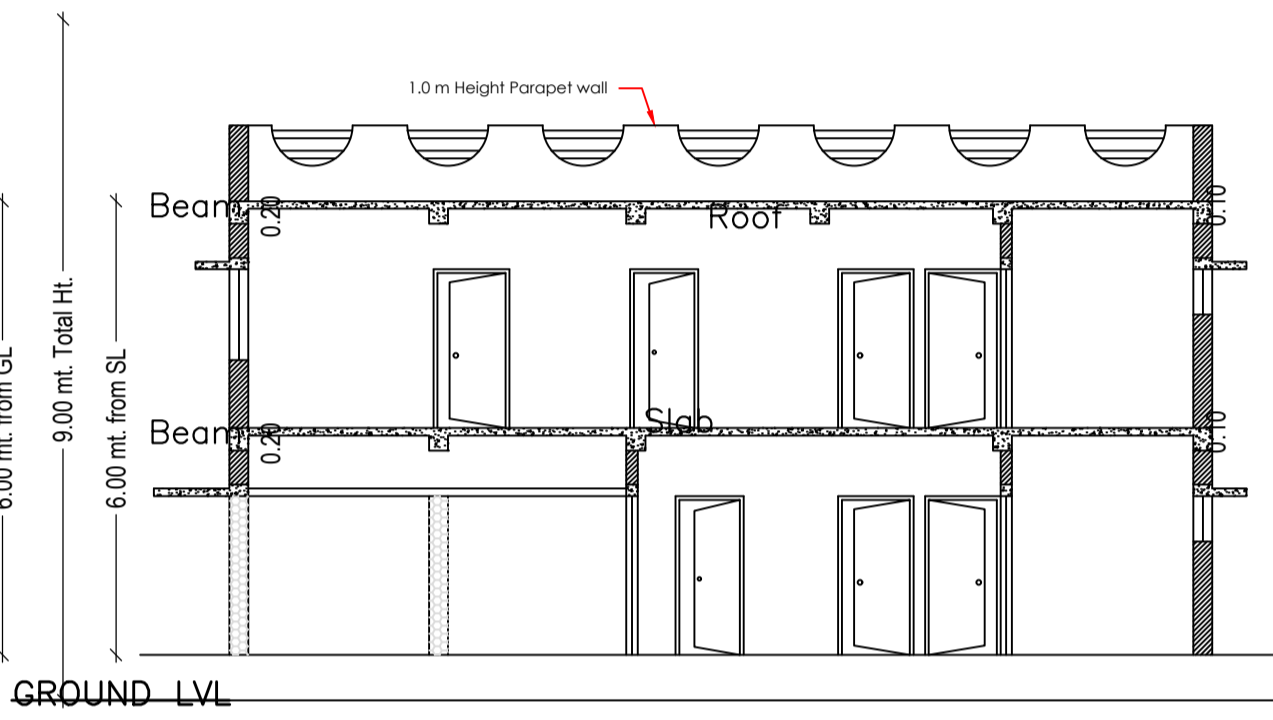 1.0 m Height Parapet wall
Beam
0.20
Roof
0.10
6.00 mt. from GL
9.00 mt. Total Ht.
6.00 mt. from SL
Beam
0.20
Slab
0.10
GROUND LVL